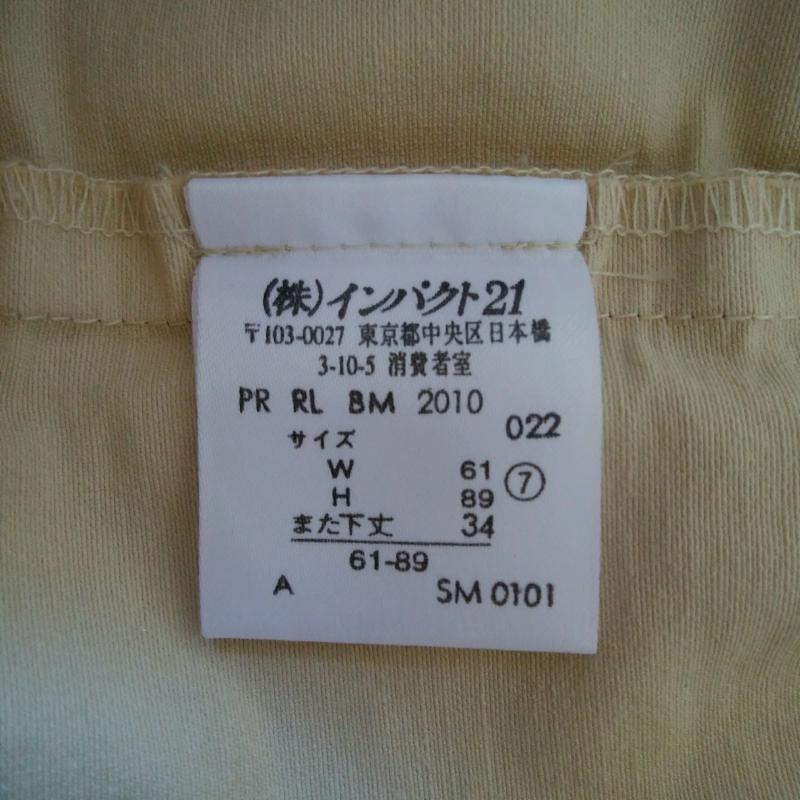 (株)インパクト21
〒103-0027 東京都中央区日本橋
3-10-5 消費者室
PR RL BM 2010
022
サイズ
W 61
⑦
H 89
また下丈 34
61-89
A SM 0101